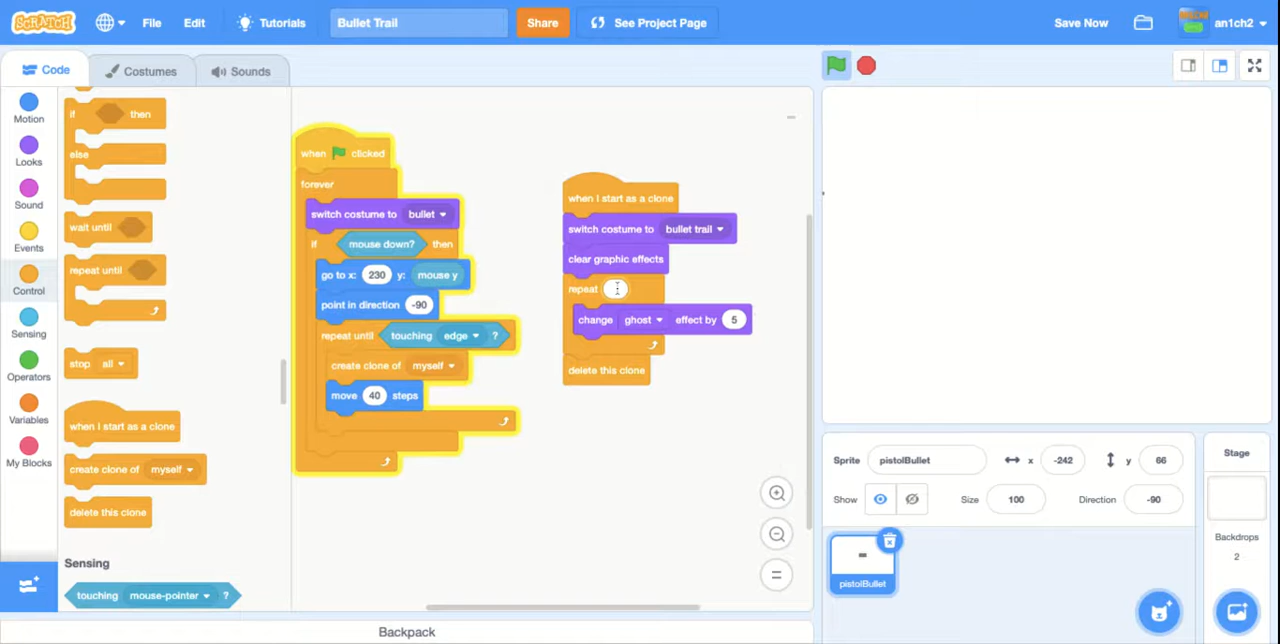 SCRATCH
File
Edit
Tutorials
Bullet Trail
Share
See Project Page
Save Now
an1ch2
Code
Costumes
Sounds
Motion
Looks
Sound
Events
Control
Sensing
Operators
Variables
My Blocks
if then
else
wait until
repeat until
stop all
when I start as a clone
create clone of myself
delete this clone
Sensing
touching mouse-pointer ?
when clicked
forever
switch costume to bullet
if mouse down? then
go to x: 230 y: mouse y
point in direction -90
repeat until touching edge ?
create clone of myself
move 40 steps
when I start as a clone
switch costume to bullet trail
clear graphic effects
repeat
change ghost effect by 5
delete this clone
Sprite pistolBullet x -242 y 66
Show Size 100 Direction -90
pistolBullet
Stage
Backdrops
2
Backpack